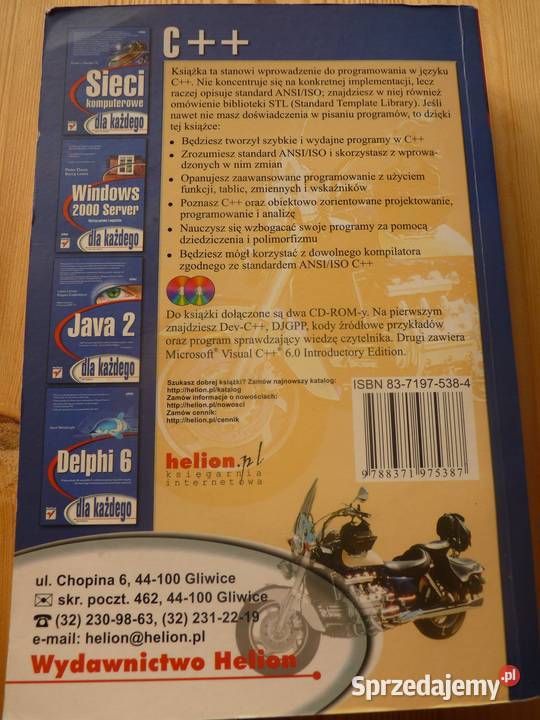 C++
Książka ta stanowi wprowadzenie do programowania w języku
C++. Nie koncentruje się na konkretnej implementacji, lecz
raczej opisuje standard ANSI/ISO; znajdziesz w niej również
omówienie biblioteki STL (Standard Template Library). Jeśli
nawet nie masz doświadczenia w pisaniu programów, to dzięki
tej książce:
• Będziesz tworzył szybkie i wydajne programy w C++
• Zrozumiesz standard ANSI/ISO i skorzystasz z wprowa-
dzonych w nim zmian
• Opanujesz zaawansowane programowanie z użyciem
funkcji, tablic, zmiennych i wskaźników
• Poznasz C++ oraz obiektowo zorientowane projektowanie,
programowanie i analizę
• Nauczysz się wzbogacać swoje programy za pomocą
dziedziczenia i polimorfizmu
• Będziesz mógł korzystać z dowolnego kompilatora
zgodnego ze standardem ANSI/ISO C++
Do książki dołączone są dwa CD-ROM-y. Na pierwszym
znajdziesz Dev-C++, DJGPP, kody źródłowe przykładów
oraz program sprawdzający wiedzę czytelnika. Drugi zawiera
Microsoft® Visual C++® 6.0 Introductory Edition.
Szukasz dobrej książki? Zamów najnowszy katalog:
http://helion.pl/katalog
Zamów informacje o nowościach:
http://helion.pl/nowosci
Zamów cennik:
http://helion.pl/cennik
helion.pl
księgarnia
internetowa
ISBN 83-7197-538-4
9 788371 975387
Sieci
komputerowe
dla każdego
Windows
2000 Server
dla każdego
Java 2
dla każdego
Delphi 6
dla każdego
ul. Chopina 6, 44-100 Gliwice
skr. poczt. 462, 44-100 Gliwice
(32) 230-98-63, (32) 231-22-19
e-mail: helion@helion.pl
Wydawnictwo Helion
Sprzedajemy.pl